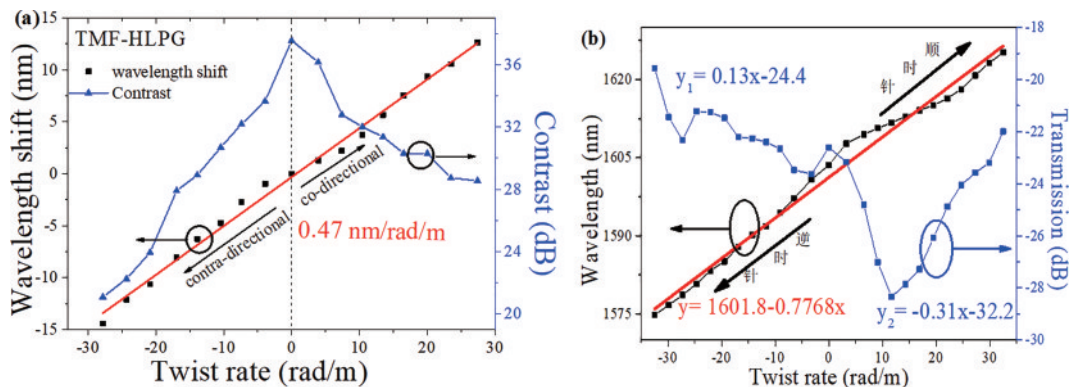 (a)
TMF-HLPG
wavelength shift
Contrast
co-directional
contra-directional
0.47 nm/rad/m
Wavelength shift (nm)
15
10
5
0
-5
-10
-15
-30
-20
-10
0
10
20
30
Twist rate (rad/m)
36
32
28
24
20
Contrast (dB)
(b)
y₁ = 0.13x-24.4
顺时针
逆时针
y= 1601.8-0.7768x
y₂ = -0.31x-32.2
Wavelength (nm)
1620
1605
1590
1575
-30
-20
-10
0
10
20
30
Twist rate (rad/m)
-18
-20
-22
-24
-26
-28
-30
Transmission (dB)